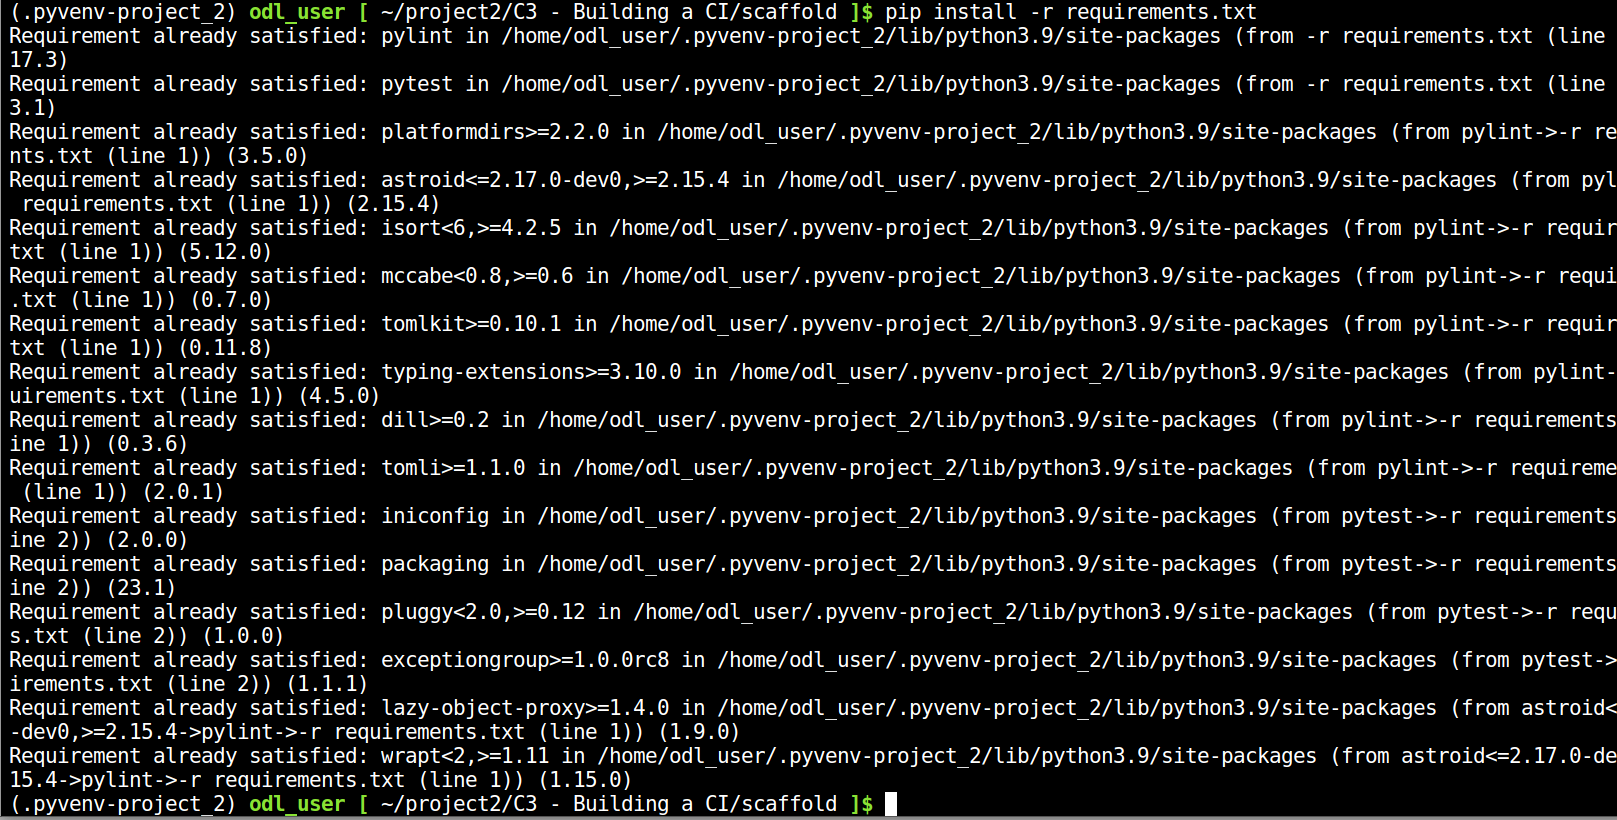 (.pyvenv-project_2) odl_user [ ~/project2/C3 - Building a CI/scaffold ]$ pip install -r requirements.txt
Requirement already satisfied: pylint in /home/odl_user/.pyvenv-project_2/lib/python3.9/site-packages (from -r requirements.txt (line
17.3)
Requirement already satisfied: pytest in /home/odl_user/.pyvenv-project_2/lib/python3.9/site-packages (from -r requirements.txt (line
3.1)
Requirement already satisfied: platformdirs>=2.2.0 in /home/odl_user/.pyvenv-project_2/lib/python3.9/site-packages (from pylint->-r re
nts.txt (line 1)) (3.5.0)
Requirement already satisfied: astroid<=2.17.0-dev0,>=2.15.4 in /home/odl_user/.pyvenv-project_2/lib/python3.9/site-packages (from pyl
requirements.txt (line 1)) (2.15.4)
Requirement already satisfied: isort<6,>=4.2.5 in /home/odl_user/.pyvenv-project_2/lib/python3.9/site-packages (from pylint->-r requir
txt (line 1)) (5.12.0)
Requirement already satisfied: mccabe<0.8,>=0.6 in /home/odl_user/.pyvenv-project_2/lib/python3.9/site-packages (from pylint->-r requi
.txt (line 1)) (0.7.0)
Requirement already satisfied: tomlkit>=0.10.1 in /home/odl_user/.pyvenv-project_2/lib/python3.9/site-packages (from pylint->-r requir
txt (line 1)) (0.11.8)
Requirement already satisfied: typing-extensions>=3.10.0 in /home/odl_user/.pyvenv-project_2/lib/python3.9/site-packages (from pylint-
uirements.txt (line 1)) (4.5.0)
Requirement already satisfied: dill>=0.2 in /home/odl_user/.pyvenv-project_2/lib/python3.9/site-packages (from pylint->-r requirements
ine 1)) (0.3.6)
Requirement already satisfied: tomli>=1.1.0 in /home/odl_user/.pyvenv-project_2/lib/python3.9/site-packages (from pylint->-r requireme
(line 1)) (2.0.1)
Requirement already satisfied: iniconfig in /home/odl_user/.pyvenv-project_2/lib/python3.9/site-packages (from pytest->-r requirements
ine 2)) (2.0.0)
Requirement already satisfied: packaging in /home/odl_user/.pyvenv-project_2/lib/python3.9/site-packages (from pytest->-r requirements
ine 2)) (23.1)
Requirement already satisfied: pluggy<2.0,>=0.12 in /home/odl_user/.pyvenv-project_2/lib/python3.9/site-packages (from pytest->-r requ
s.txt (line 2)) (1.0.0)
Requirement already satisfied: exceptiongroup>=1.0.0rc8 in /home/odl_user/.pyvenv-project_2/lib/python3.9/site-packages (from pytest->
irements.txt (line 2)) (1.1.1)
Requirement already satisfied: lazy-object-proxy>=1.4.0 in /home/odl_user/.pyvenv-project_2/lib/python3.9/site-packages (from astroid<
-dev0,>=2.15.4->pylint->-r requirements.txt (line 1)) (1.9.0)
Requirement already satisfied: wrapt<2,>=1.11 in /home/odl_user/.pyvenv-project_2/lib/python3.9/site-packages (from astroid<=2.17.0-de
15.4->pylint->-r requirements.txt (line 1)) (1.15.0)
(.pyvenv-project_2) odl_user [ ~/project2/C3 - Building a CI/scaffold ]$